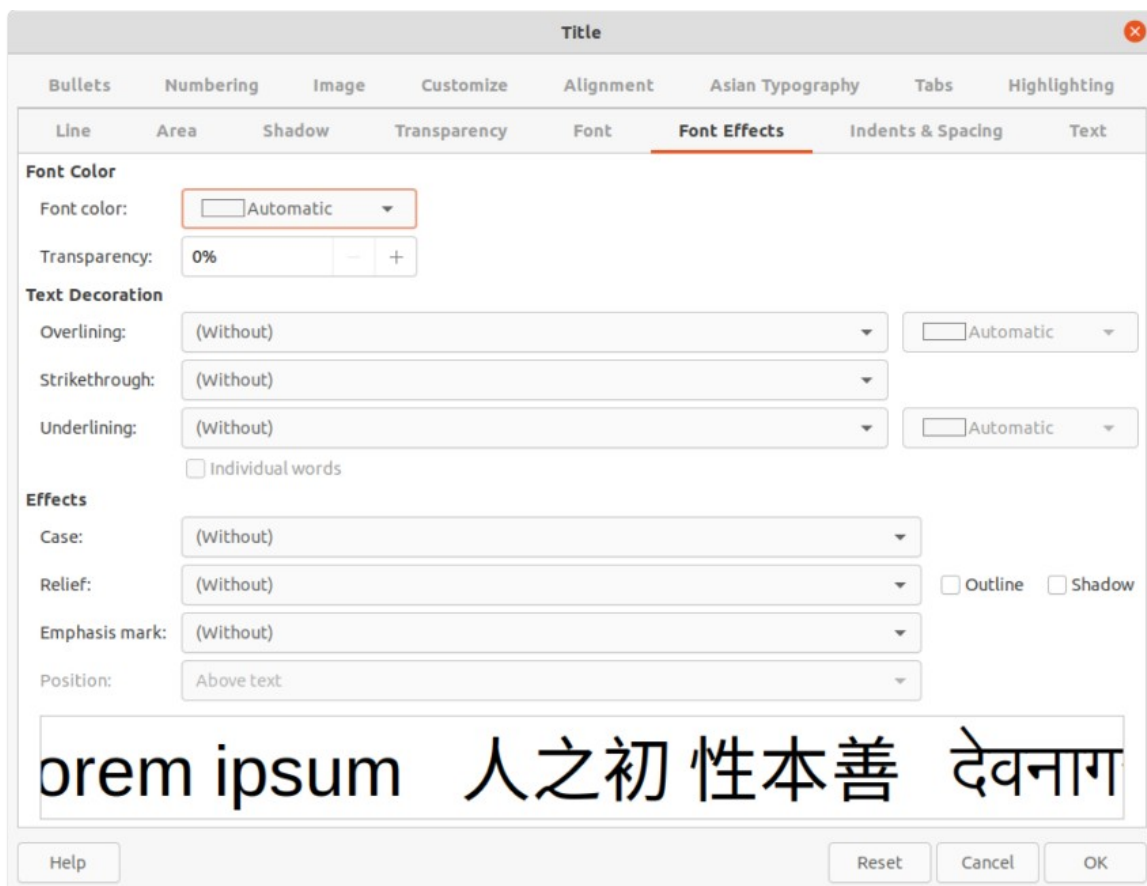 Title
Bullets Numbering Image Customize Alignment Asian Typography Tabs Highlighting
Line Area Shadow Transparency Font Font Effects Indents & Spacing Text
Font Color
Font color: Automatic
Transparency: 0%
Text Decoration
Overlining: (Without) Automatic
Strikethrough: (Without)
Underlining: (Without) Automatic
Individual words
Effects
Case: (Without)
Relief: (Without) Outline Shadow
Emphasis mark: (Without)
Position: Above text
orem ipsum 人之初 性本善 देवनाग
Help Reset Cancel OK